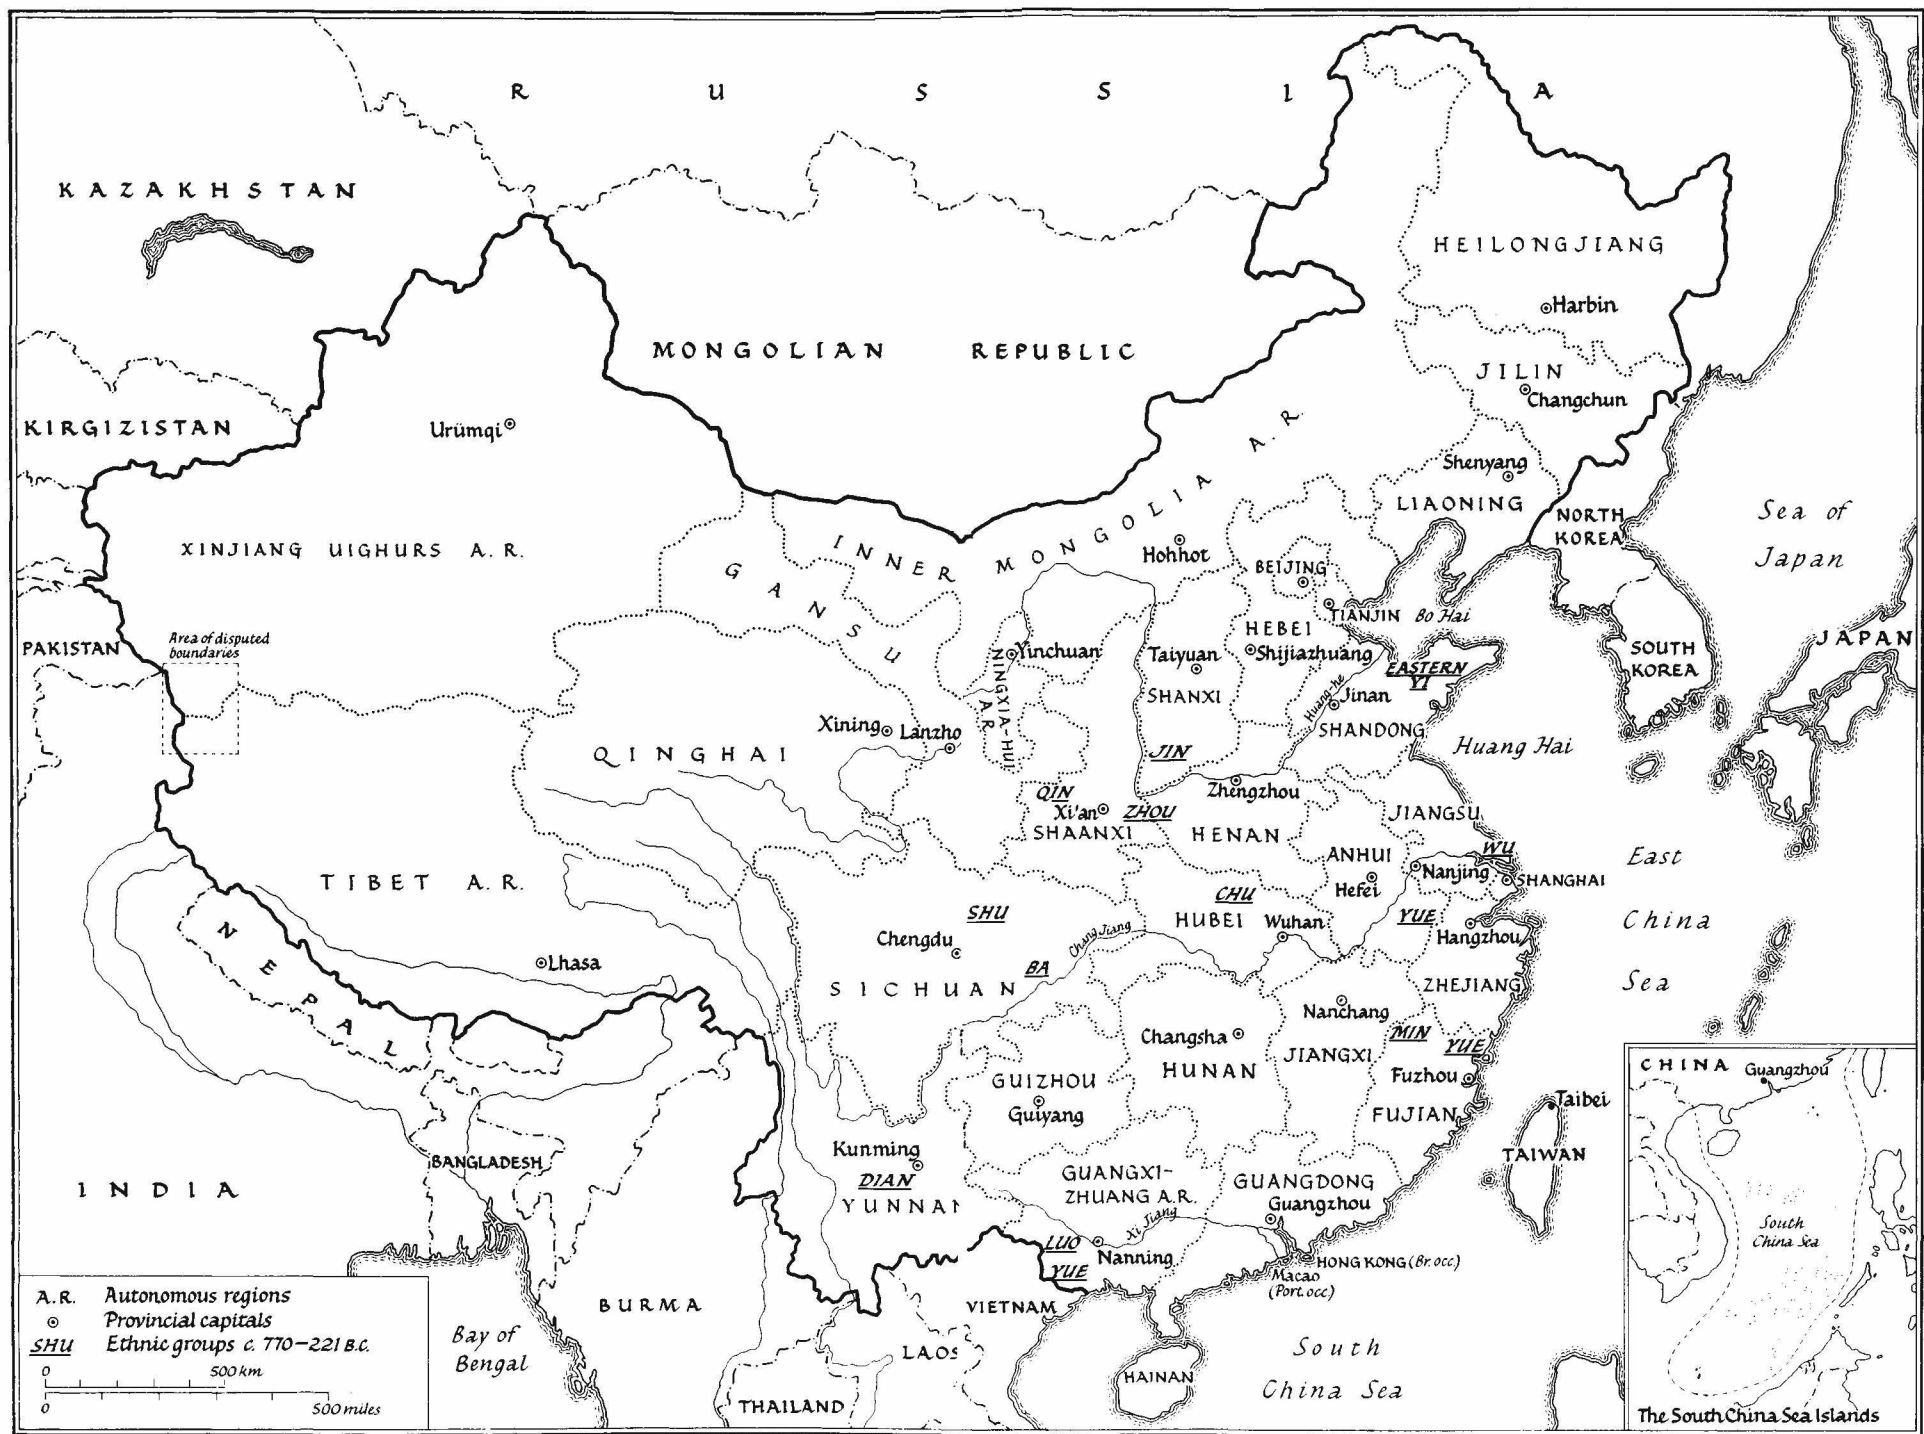 R U S S I A
KAZAKHSTAN
HEILONGJIANG
Harbin
MONGOLIAN REPUBLIC
JILIN
Changchun
KIRGIZISTAN
Urümqi
INNER MONGOLIA A.R.
Shenyang
LIAONING
NORTH
KOREA
Sea of
Japan
XINJIANG UIGHURS A.R.
Hohhot
GANSU
BEIJING
TIANJIN
Bo Hai
HEBEI
Shijiazhuang
PAKISTAN
Area of disputed
boundaries
NINGXIA-HUI
A.R.
Yinchuan
Taiyuan
SHANXI
EASTERN
YI
SOUTH
KOREA
JAPAN
Huang-he
Jinan
SHANDONG
Xining
Lanzho
QINGHAI
JIN
Huang Hai
QIN
Xi'an
SHAANXI
ZHOU
Zhengzhou
HENAN
JIANGSU
ANHUI
Hefei
Nanjing
WU
SHANGHAI
East
China
Sea
TIBET A.R.
Lhasa
NEPAL
SHU
Chengdu
BA
SICHUAN
Chang Jiang
CHU
HUBEI
Wuhan
YUE
Hangzhou
ZHEJIANG
Nanchang
JIANGXI
MIN
YUE
Changsha
HUNAN
GUIZHOU
Guiyang
Fuzhou
FUJIAN
Taibei
TAIWAN
INDIA
BANGLADESH
Kunming
DIAN
YUNNAN
GUANGXI-
ZHUANG A.R.
Xi Jiang
GUANGDONG
Guangzhou
LUO
YUE
Nanning
HONG KONG (Br. occ.)
Macao
(Port. occ.)
BURMA
VIETNAM
LAOS
THAILAND
HAINAN
Bay of
Bengal
South
China Sea
A.R. Autonomous regions
Provincial capitals
SHU Ethnic groups c. 770–221 B.C.
0 500 km
0 500 miles
CHINA
Guangzhou
South
China Sea
The South China Sea Islands